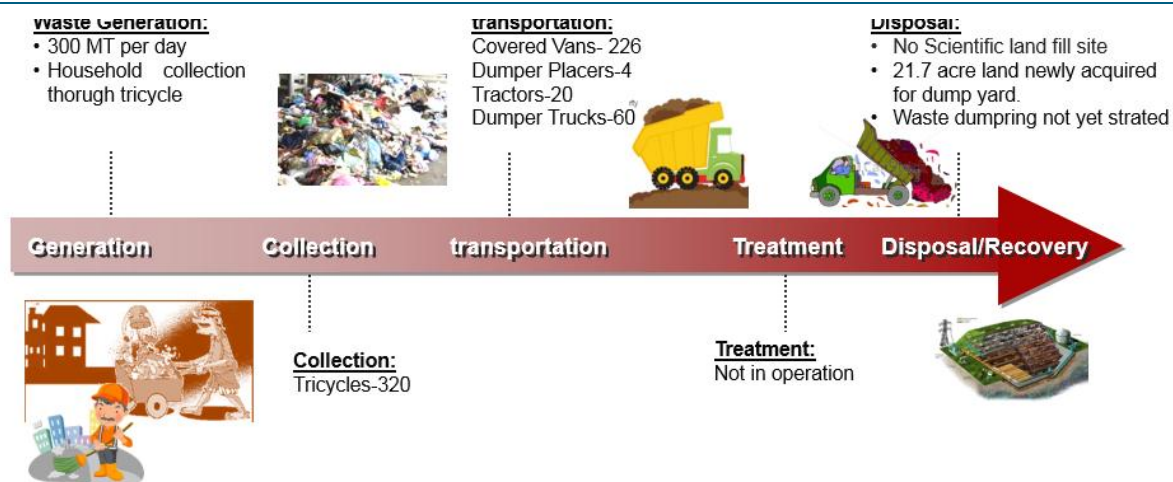 Waste Generation:
• 300 MT per day
• Household collection
thorugh tricycle
transportation:
Covered Vans- 226
Dumper Placers-4
Tractors-20
Dumper Trucks-60
Disposal:
• No Scientific land fill site
• 21.7 acre land newly acquired
for dump yard.
• Waste dumpring not yet strated
Generation
Collection
transportation
Treatment
Disposal/Recovery
Collection:
Tricycles-320
Treatment:
Not in operation